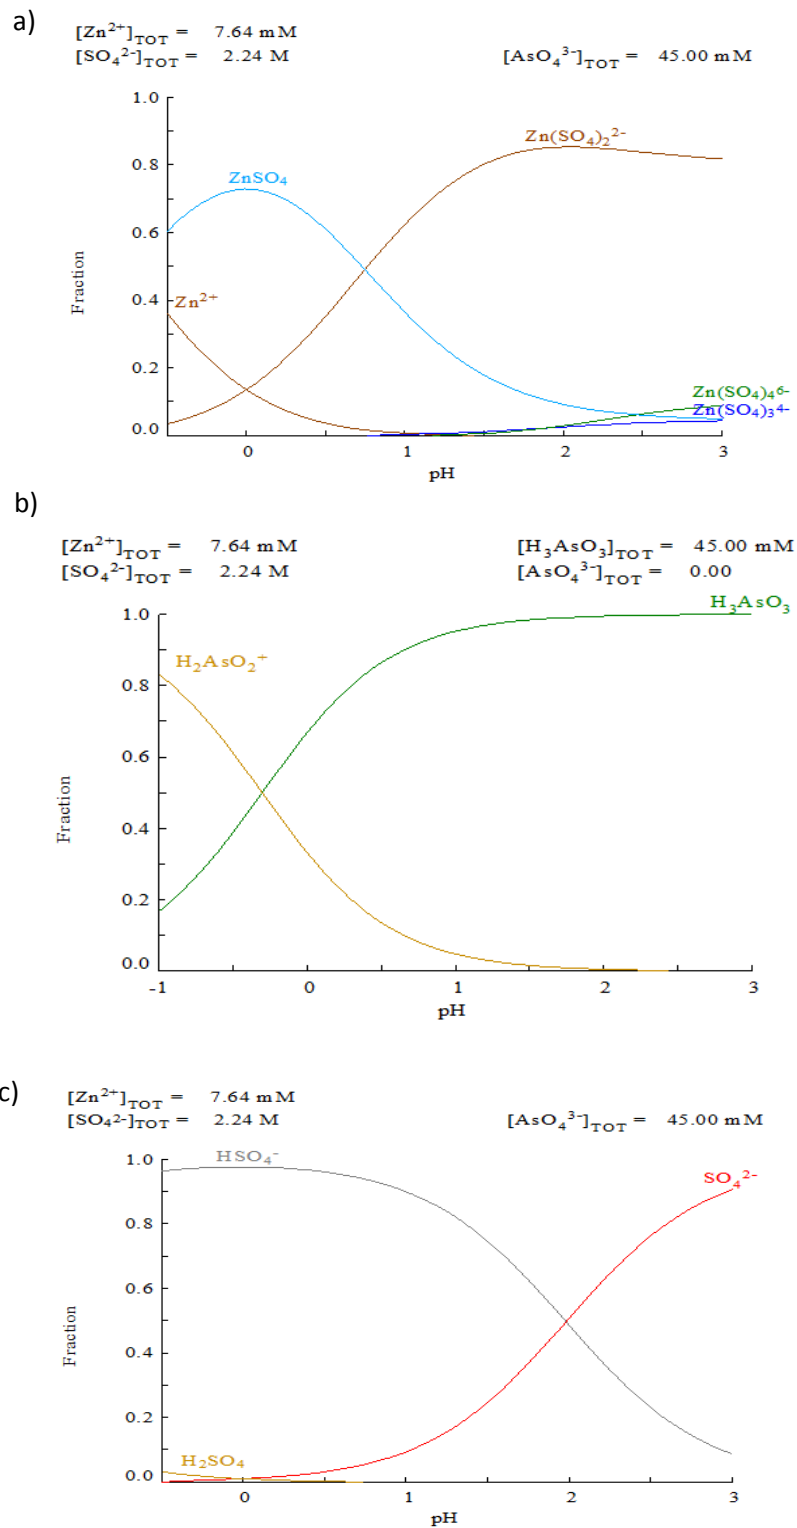 a)
[Zn²⁺]TOT = 7.64 mM
[SO₄²⁻]TOT = 2.24 M [AsO₄³⁻]TOT = 45.00 mM
1.0
Zn(SO₄)₂²⁻
0.8
ZnSO₄
0.6
Fraction
0.4
Zn²⁺
0.2
Zn(SO₄)₄⁶⁻
Zn(SO₄)₃⁴⁻
0.0
0 1 2 3
pH
b)
[Zn²⁺]TOT = 7.64 mM [H₃AsO₃]TOT = 45.00 mM
[SO₄²⁻]TOT = 2.24 M [AsO₄³⁻]TOT = 0.00
H₃AsO₃
1.0
H₂AsO₂⁺
0.8
0.6
Fraction
0.4
0.2
0.0
-1 0 1 2 3
pH
c)
[Zn²⁺]TOT = 7.64 mM
[SO₄²⁻]TOT = 2.24 M [AsO₄³⁻]TOT = 45.00 mM
1.0
HSO₄⁻
SO₄²⁻
0.8
0.6
Fraction
0.4
0.2
H₂SO₄
0.0
0 1 2 3
pH